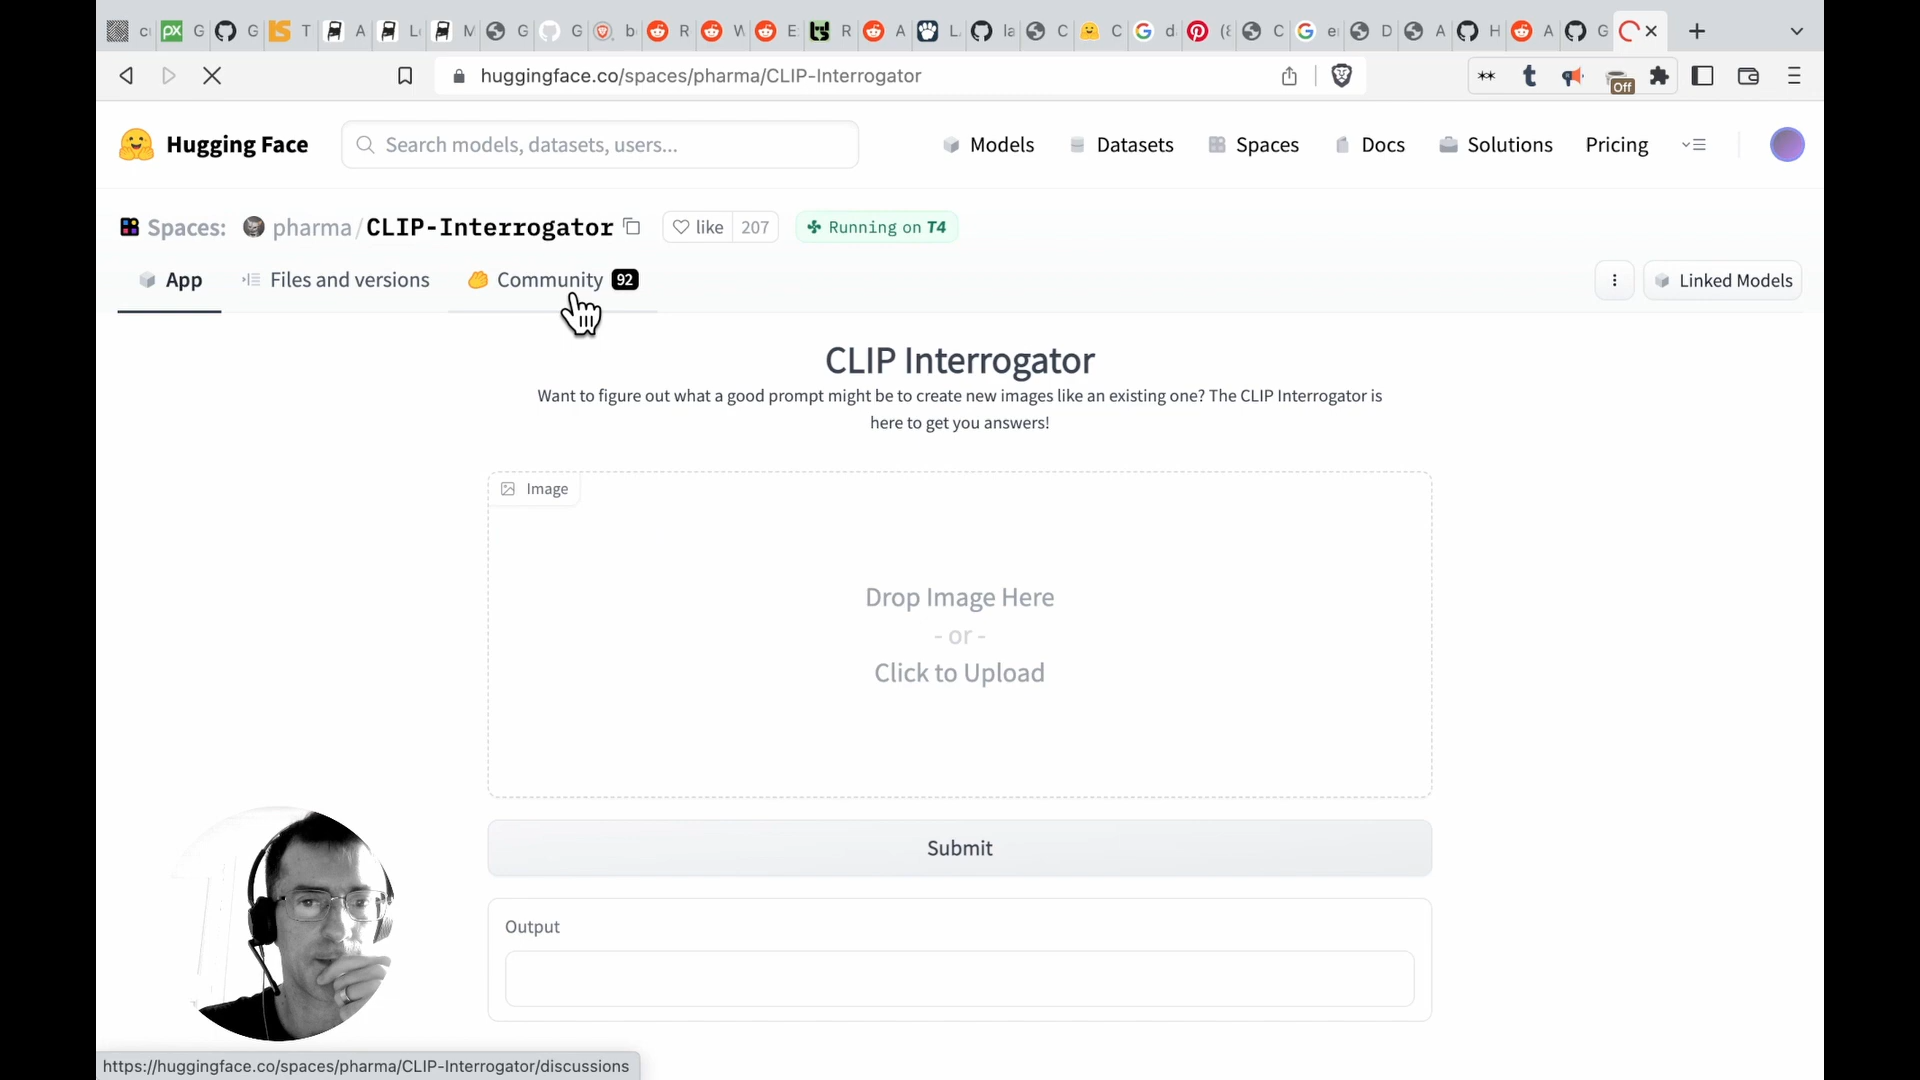 c
G
G
T
A
L
M
G
G
b
R
W
E
R
A
L
la
C
C
d
(8
C
e
D
A
H
A
G
huggingface.co/spaces/pharma/CLIP-Interrogator
Off
Hugging Face
Search models, datasets, users...
Models
Datasets
Spaces
Docs
Solutions
Pricing
Spaces: pharma/CLIP-Interrogator like 207 Running on T4
App
Files and versions
Community 92
Linked Models
CLIP Interrogator
Want to figure out what a good prompt might be to create new images like an existing one? The CLIP Interrogator is
here to get you answers!
Image
Drop Image Here
- or -
Click to Upload
Submit
Output
https://huggingface.co/spaces/pharma/CLIP-Interrogator/discussions